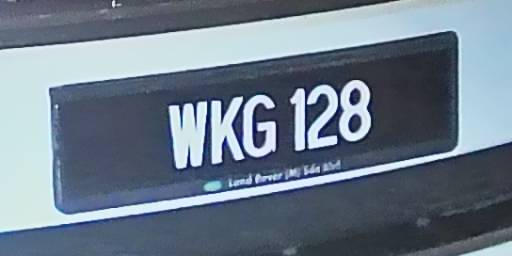 WKG 128
Land Rover (M) Sdn Bhd